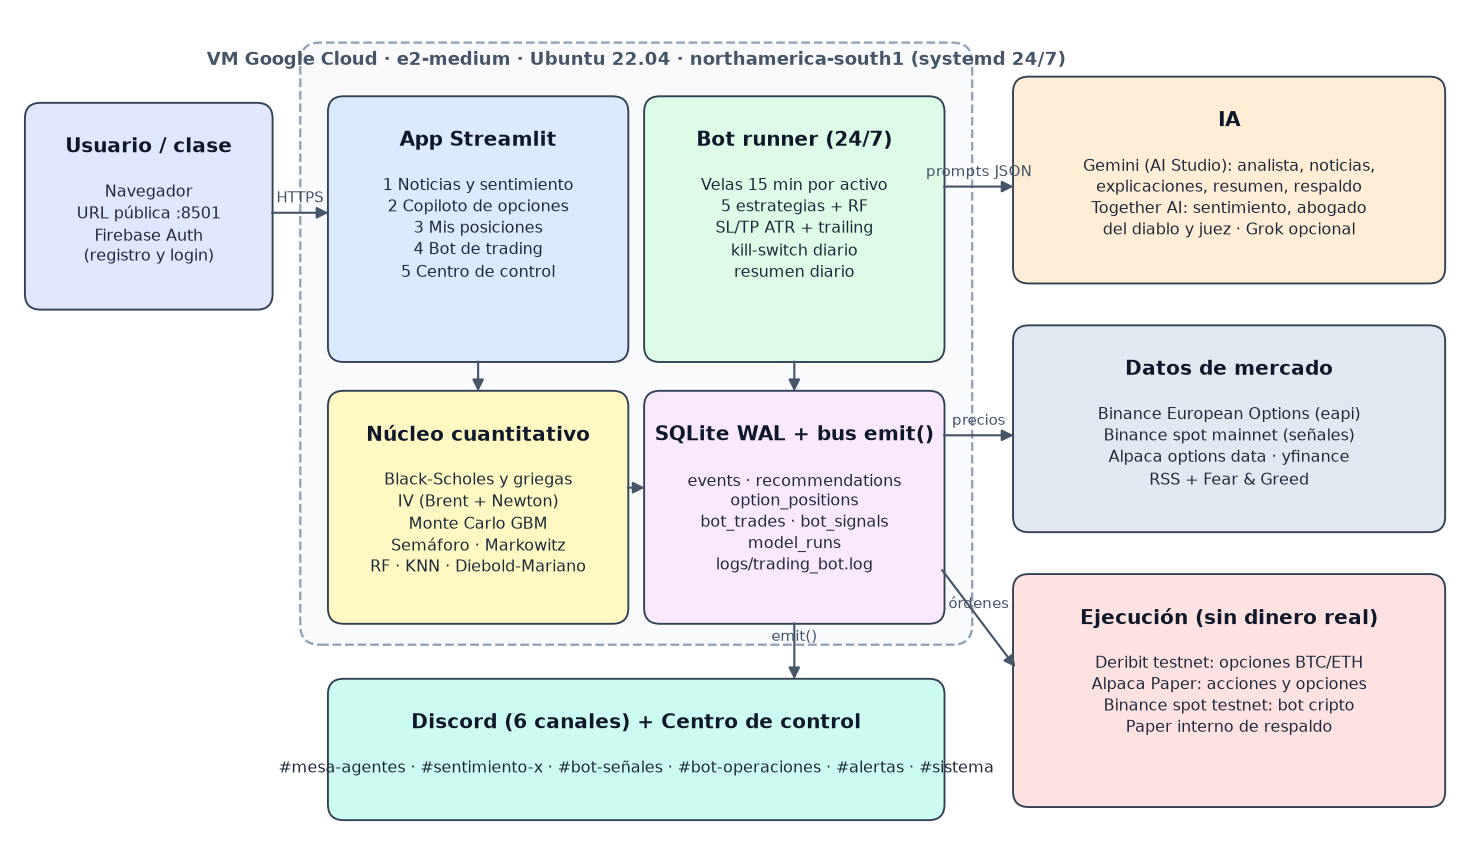 VM Google Cloud · e2-medium · Ubuntu 22.04 · northamerica-south1 (systemd 24/7)
Usuario / clase
Navegador
URL pública :8501
Firebase Auth
(registro y login)
HTTPS
App Streamlit
1 Noticias y sentimiento
2 Copiloto de opciones
3 Mis posiciones
4 Bot de trading
5 Centro de control
Bot runner (24/7)
Velas 15 min por activo
5 estrategias + RF
SL/TP ATR + trailing
kill-switch diario
resumen diario
prompts JSON
IA
Gemini (AI Studio): analista, noticias,
explicaciones, resumen, respaldo
Together AI: sentimiento, abogado
del diablo y juez · Grok opcional
Núcleo cuantitativo
Black-Scholes y griegas
IV (Brent + Newton)
Monte Carlo GBM
Semáforo · Markowitz
RF · KNN · Diebold-Mariano
SQLite WAL + bus emit()
events · recommendations
option_positions
bot_trades · bot_signals
model_runs
logs/trading_bot.log
precios
Datos de mercado
Binance European Options (eapi)
Binance spot mainnet (señales)
Alpaca options data · yfinance
RSS + Fear & Greed
órdenes
Ejecución (sin dinero real)
Deribit testnet: opciones BTC/ETH
Alpaca Paper: acciones y opciones
Binance spot testnet: bot cripto
Paper interno de respaldo
emit()
Discord (6 canales) + Centro de control
#mesa-agentes · #sentimiento-x · #bot-señales · #bot-operaciones · #alertas · #sistema